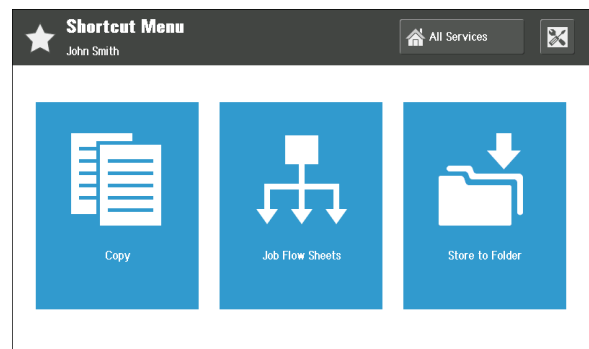 Shortcut Menu
John Smith
All Services
Copy
Job Flow Sheets
Store to Folder